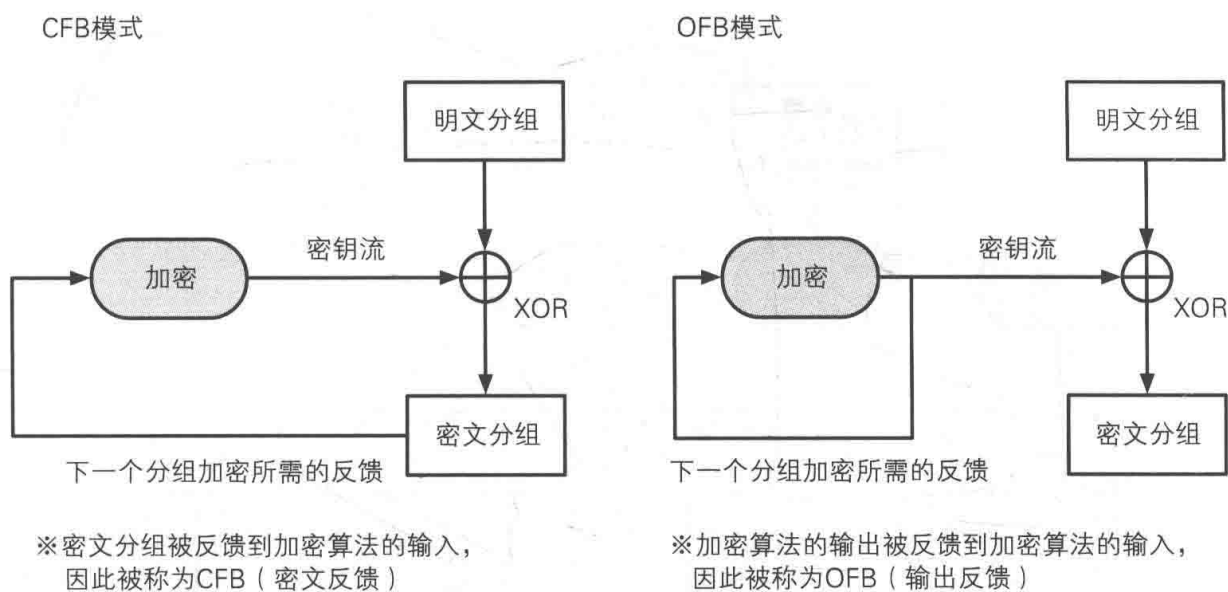 CFB模式
明文分组
加密
密钥流
XOR
密文分组
下一个分组加密所需的反馈
※密文分组被反馈到加密算法的输入，
因此被称为CFB（密文反馈）
OFB模式
明文分组
加密
密钥流
XOR
密文分组
下一个分组加密所需的反馈
※加密算法的输出被反馈到加密算法的输入，
因此被称为OFB（输出反馈）